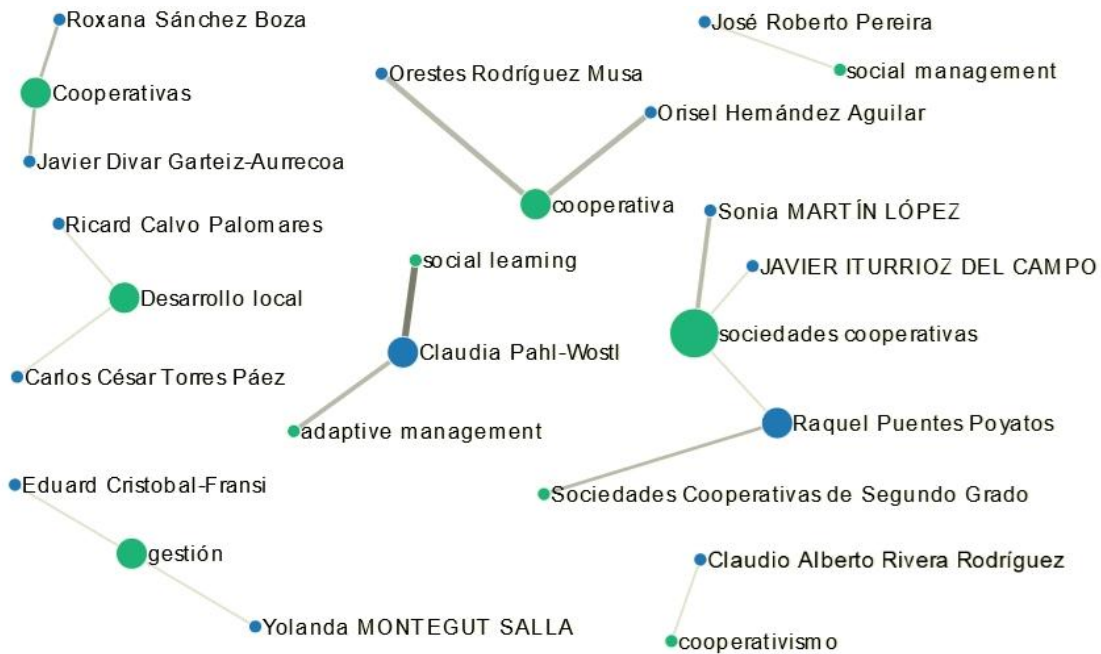 Roxana Sánchez Boza
José Roberto Pereira
Orestes Rodríguez Musa
social management
Cooperativas
Orisel Hernández Aguilar
Javier Divar Garteiz-Aurrecoa
cooperativa
Sonia MARTÍN LÓPEZ
Ricard Calvo Palomares
social learning
JAVIER ITURRIOZ DEL CAMPO
Desarrollo local
sociedades cooperativas
Claudia Pahl-Wostl
Carlos César Torres Páez
Raquel Puentes Poyatos
adaptive management
Eduard Cristobal-Fransi
Sociedades Cooperativas de Segundo Grado
gestión
Claudio Alberto Rivera Rodríguez
Yolanda MONTEGUT SALLA
cooperativismo